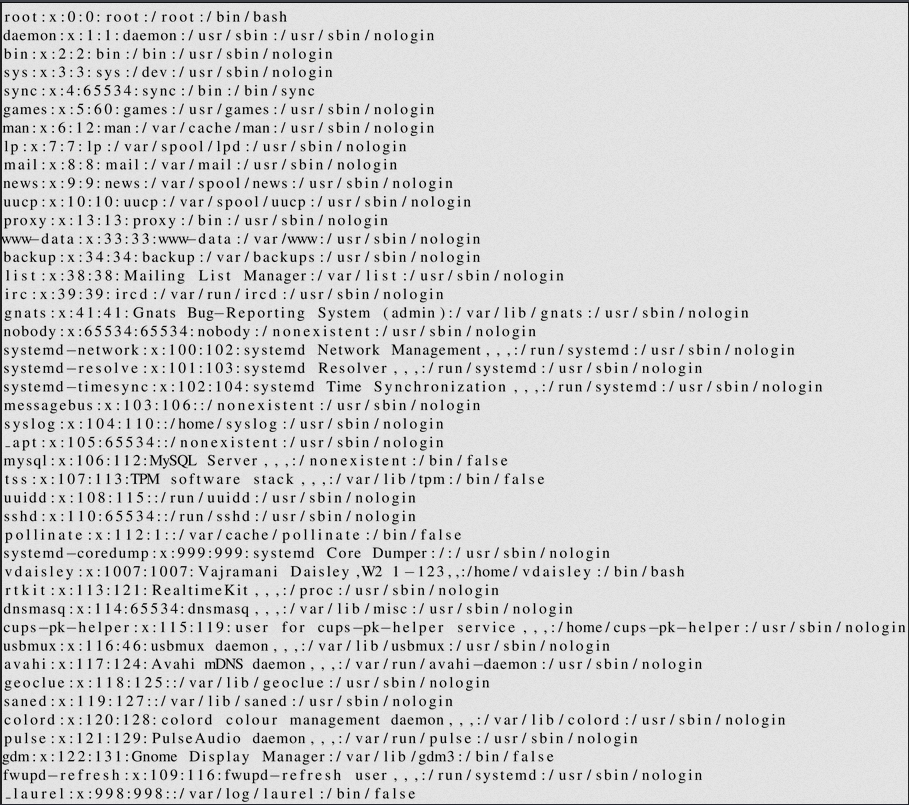 root:x:0:0:root:/root:/bin/bash
daemon:x:1:1:daemon:/usr/sbin:/usr/sbin/nologin
bin:x:2:2:bin:/bin:/usr/sbin/nologin
sys:x:3:3:sys:/dev:/usr/sbin/nologin
sync:x:4:65534:sync:/bin:/bin/sync
games:x:5:60:games:/usr/games:/usr/sbin/nologin
man:x:6:12:man:/var/cache/man:/usr/sbin/nologin
lp:x:7:7:lp:/var/spool/lpd:/usr/sbin/nologin
mail:x:8:8:mail:/var/mail:/usr/sbin/nologin
news:x:9:9:news:/var/spool/news:/usr/sbin/nologin
uucp:x:10:10:uucp:/var/spool/uucp:/usr/sbin/nologin
proxy:x:13:13:proxy:/bin:/usr/sbin/nologin
www-data:x:33:33:www-data:/var/www:/usr/sbin/nologin
backup:x:34:34:backup:/var/backups:/usr/sbin/nologin
list:x:38:38:Mailing List Manager:/var/list:/usr/sbin/nologin
irc:x:39:39:ircd:/var/run/ircd:/usr/sbin/nologin
gnats:x:41:41:Gnats Bug-Reporting System (admin):/var/lib/gnats:/usr/sbin/nologin
nobody:x:65534:65534:nobody:/nonexistent:/usr/sbin/nologin
systemd-network:x:100:102:systemd Network Management,,,:/run/systemd:/usr/sbin/nologin
systemd-resolve:x:101:103:systemd Resolver,,,:/run/systemd:/usr/sbin/nologin
systemd-timesync:x:102:104:systemd Time Synchronization,,,:/run/systemd:/usr/sbin/nologin
messagebus:x:103:106::/nonexistent:/usr/sbin/nologin
syslog:x:104:110::/home/syslog:/usr/sbin/nologin
_apt:x:105:65534::/nonexistent:/usr/sbin/nologin
mysql:x:106:112:MySQL Server,,,:/nonexistent:/bin/false
tss:x:107:113:TPM software stack,,,:/var/lib/tpm:/bin/false
uuidd:x:108:115::/run/uuidd:/usr/sbin/nologin
sshd:x:110:65534::/run/sshd:/usr/sbin/nologin
pollinate:x:112:1::/var/cache/pollinate:/bin/false
systemd-coredump:x:999:999:systemd Core Dumper:/:/usr/sbin/nologin
vdaisley:x:1007:1007:Vajramani Daisley,W2 1-123,,:/home/vdaisley:/bin/bash
rtkit:x:113:121:RealtimeKit,,,:/proc:/usr/sbin/nologin
dnsmasq:x:114:65534:dnsmasq,,,:/var/lib/misc:/usr/sbin/nologin
cups-pk-helper:x:115:119:user for cups-pk-helper service,,,:/home/cups-pk-helper:/usr/sbin/nologin
usbmux:x:116:46:usbmux daemon,,,:/var/lib/usbmux:/usr/sbin/nologin
avahi:x:117:124:Avahi mDNS daemon,,,:/var/run/avahi-daemon:/usr/sbin/nologin
geoclue:x:118:125::/var/lib/geoclue:/usr/sbin/nologin
saned:x:119:127::/var/lib/saned:/usr/sbin/nologin
colord:x:120:128:colord colour management daemon,,,:/var/lib/colord:/usr/sbin/nologin
pulse:x:121:129:PulseAudio daemon,,,:/var/run/pulse:/usr/sbin/nologin
gdm:x:122:131:Gnome Display Manager:/var/lib/gdm3:/bin/false
fwupd-refresh:x:109:116:fwupd-refresh user,,,:/run/systemd:/usr/sbin/nologin
_laurel:x:998:998::/var/log/laurel:/bin/false